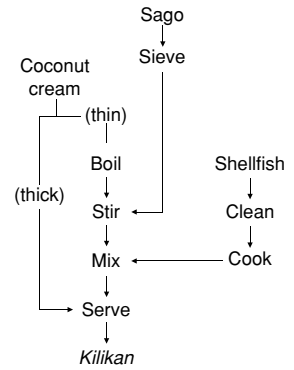 Sago
Sieve
Coconut
cream
(thin)
Boil
Shellfish
(thick)
Stir
Clean
Mix
Cook
Serve
Kilikan